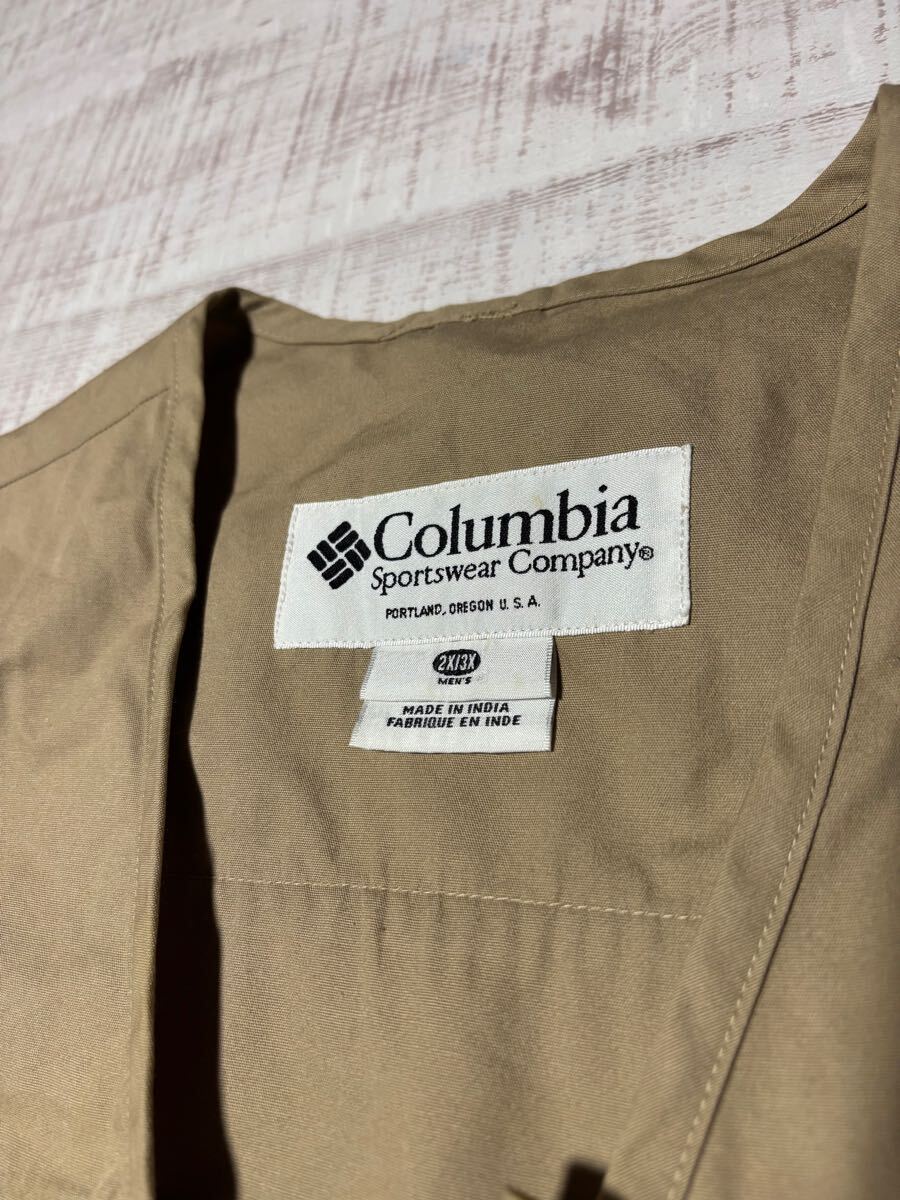 Columbia
Sportswear Company®
PORTLAND, OREGON U.S.A.
2X/3X
MEN'S
MADE IN INDIA
FABRIQUE EN INDE